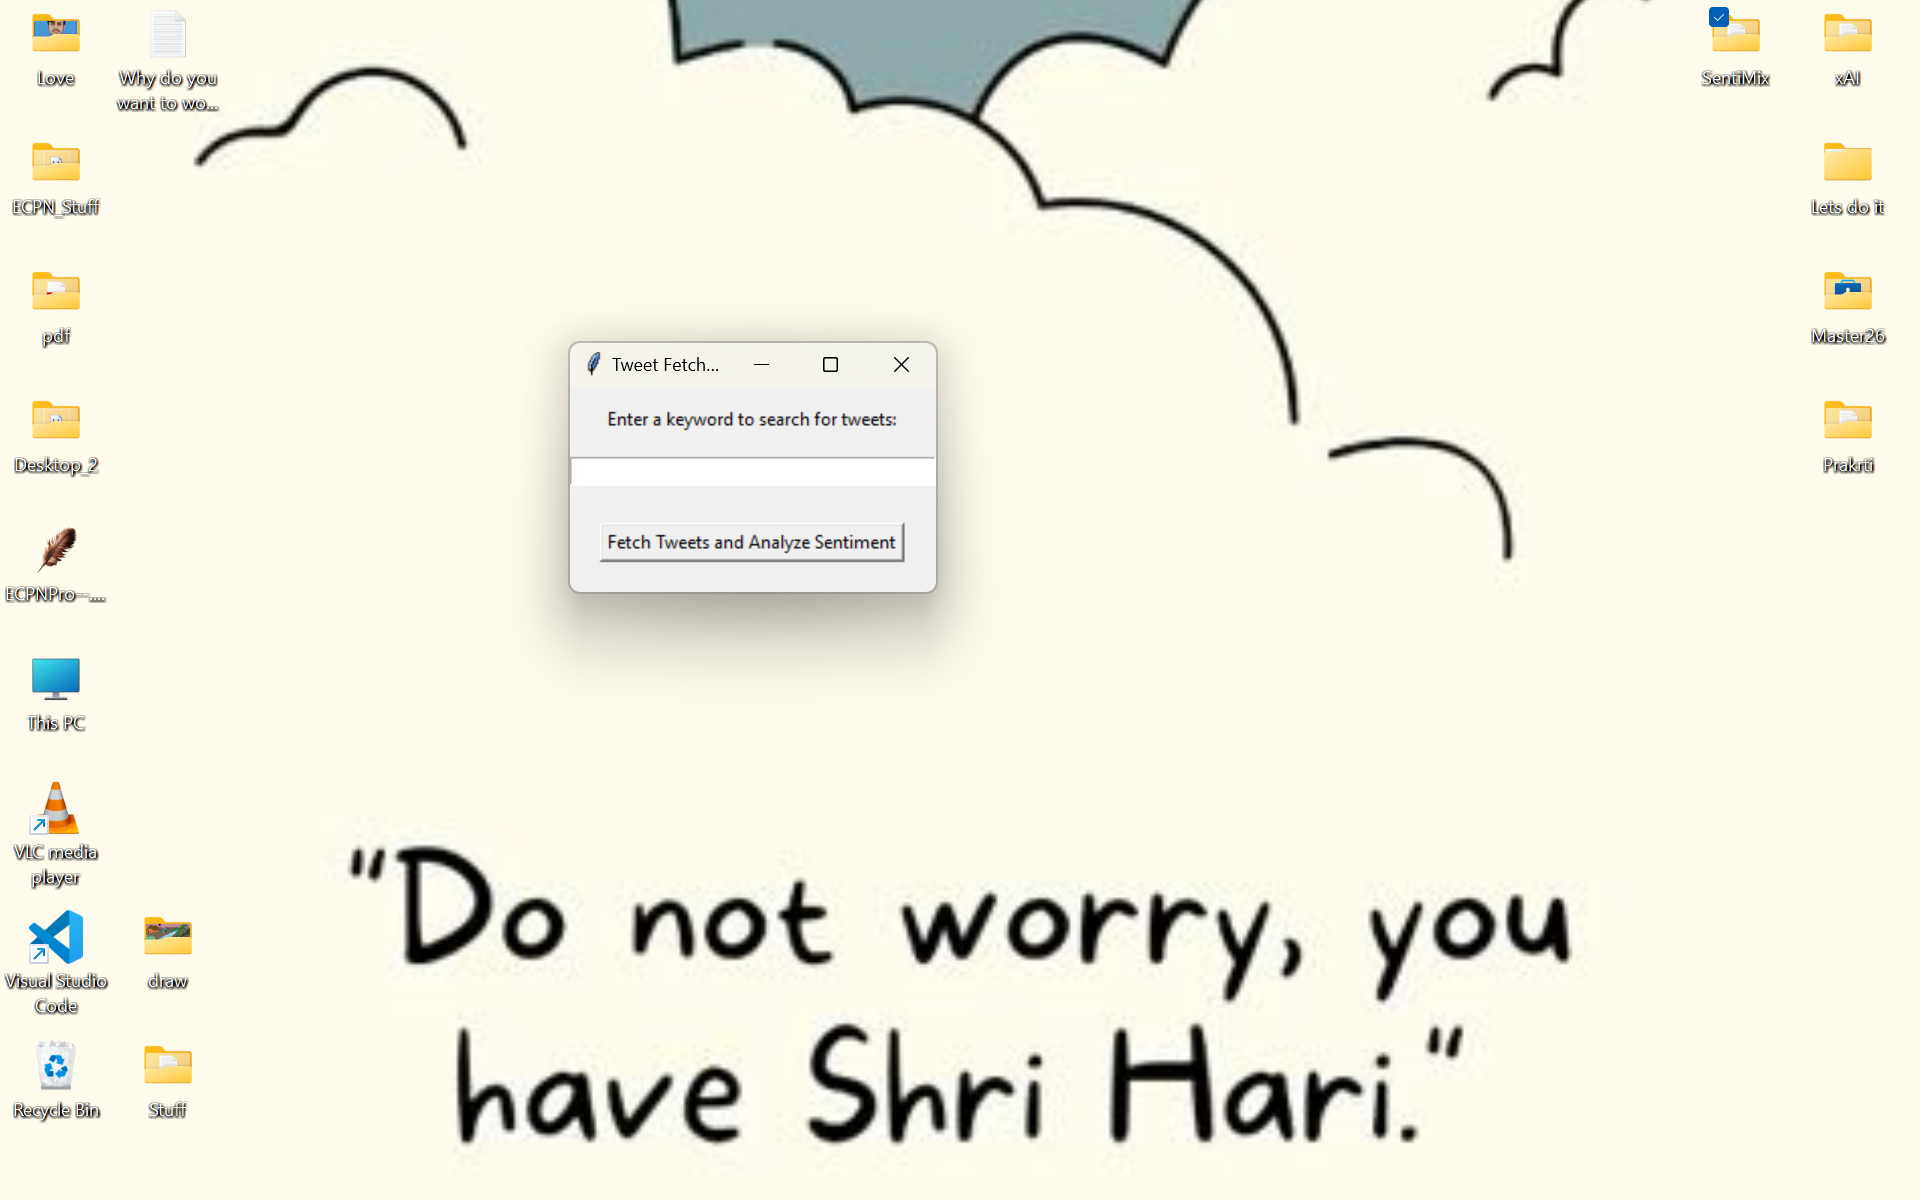 Love
Why do you
want to wo...
ECPN_Stuff
pdf
Desktop_2
ECPNPro-–...
This PC
VLC media
player
Visual Studio
Code
draw
Recycle Bin
Stuff
Tweet Fetch...
Enter a keyword to search for tweets:
Fetch Tweets and Analyze Sentiment
SentiMix
xAI
Lets do it
Master26
Prakrti
"Do not worry, you
have Shri Hari."